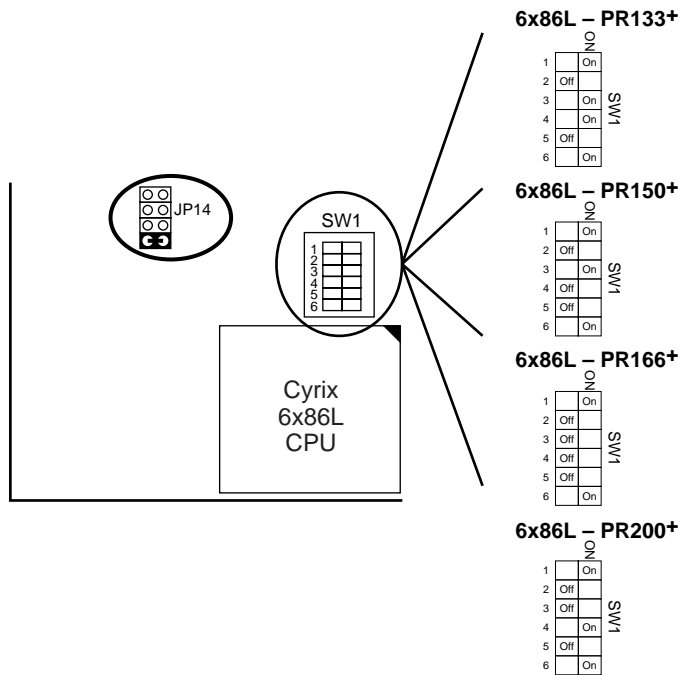 JP14
SW1
1
2
3
4
5
6
Cyrix
6x86L
CPU
6x86L – PR133+
ON
1 On
2 Off
3 On
4 On
5 Off
6 On
SW1
6x86L – PR150+
ON
1 On
2 Off
3 On
4 Off
5 Off
6 On
SW1
6x86L – PR166+
ON
1 On
2 Off
3 Off
4 Off
5 Off
6 On
SW1
6x86L – PR200+
ON
1 On
2 Off
3 Off
4 On
5 Off
6 On
SW1